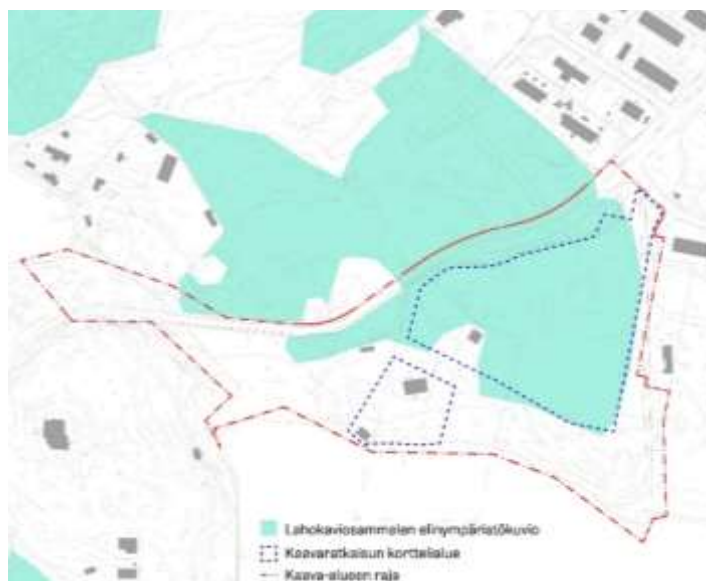 Lahokaviosammalen elinympäristökuvio
Kaavaratkaisun korttelialue
Kaava-alueen raja